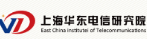 上海华东电信研究院
East China Institute of Telecommunications